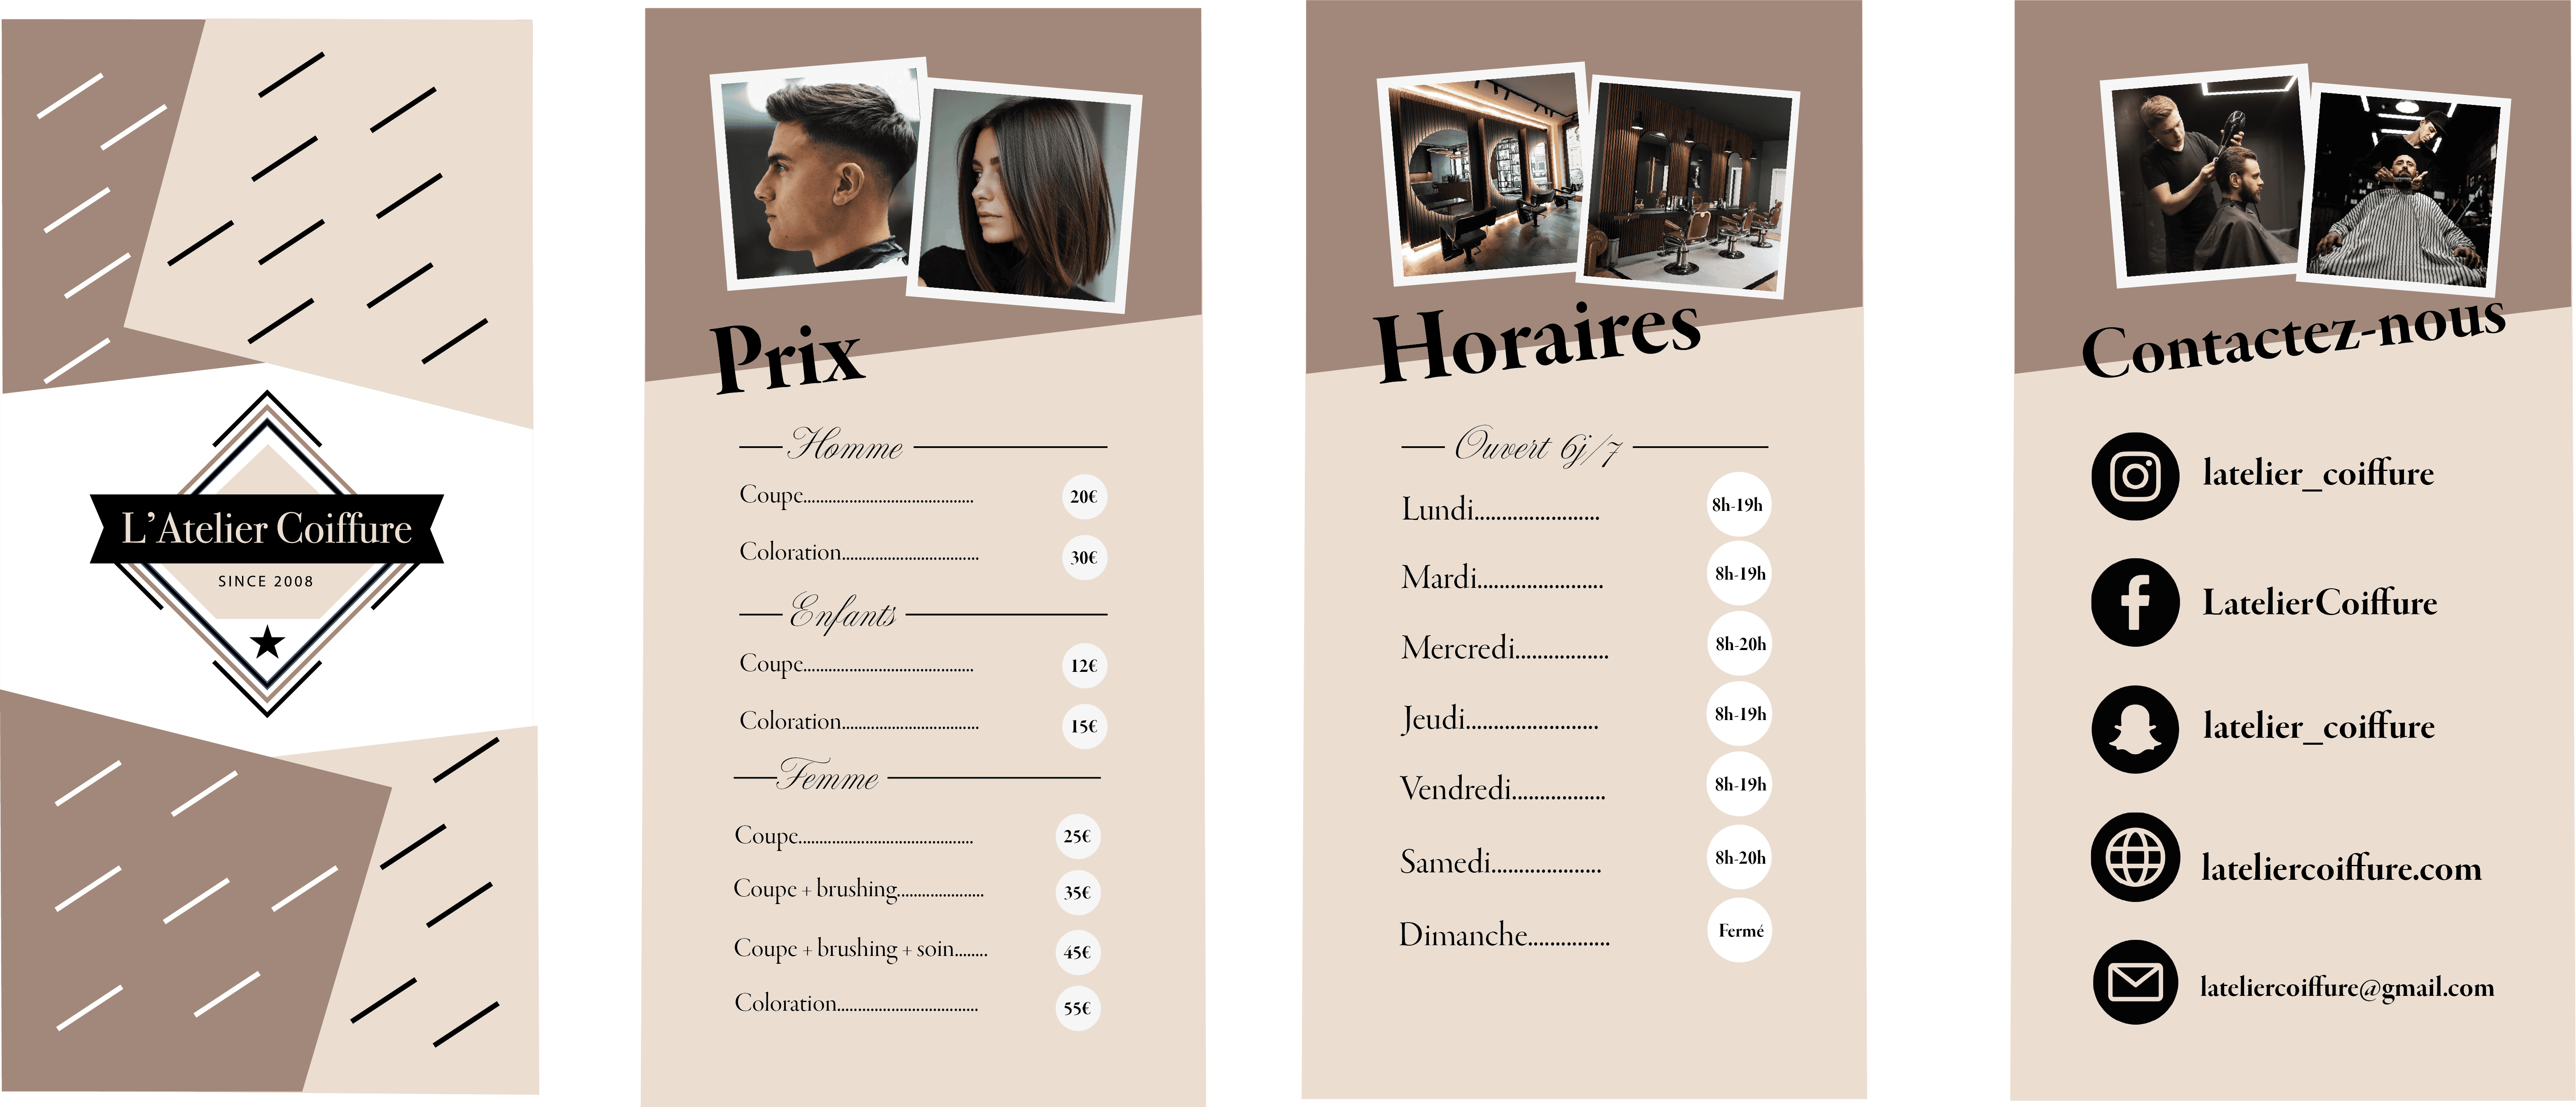 L'Atelier Coiffure
SINCE 2008
Prix
Homme
Coupe........................................ 20€
Coloration................................. 30€
Enfants
Coupe........................................ 12€
Coloration................................. 15€
Femme
Coupe......................................... 25€
Coupe + brushing..................... 35€
Coupe + brushing + soin........ 45€
Coloration.................................. 55€
Horaires
Ouvert 6j/7
Lundi....................... 8h-19h
Mardi....................... 8h-19h
Mercredi................. 8h-20h
Jeudi......................... 8h-19h
Vendredi................. 8h-19h
Samedi.................... 8h-20h
Dimanche............... Fermé
Contactez-nous
latelier_coiffure
LatelierCoiffure
latelier_coiffure
lateliercoiffure.com
lateliercoiffure@gmail.com